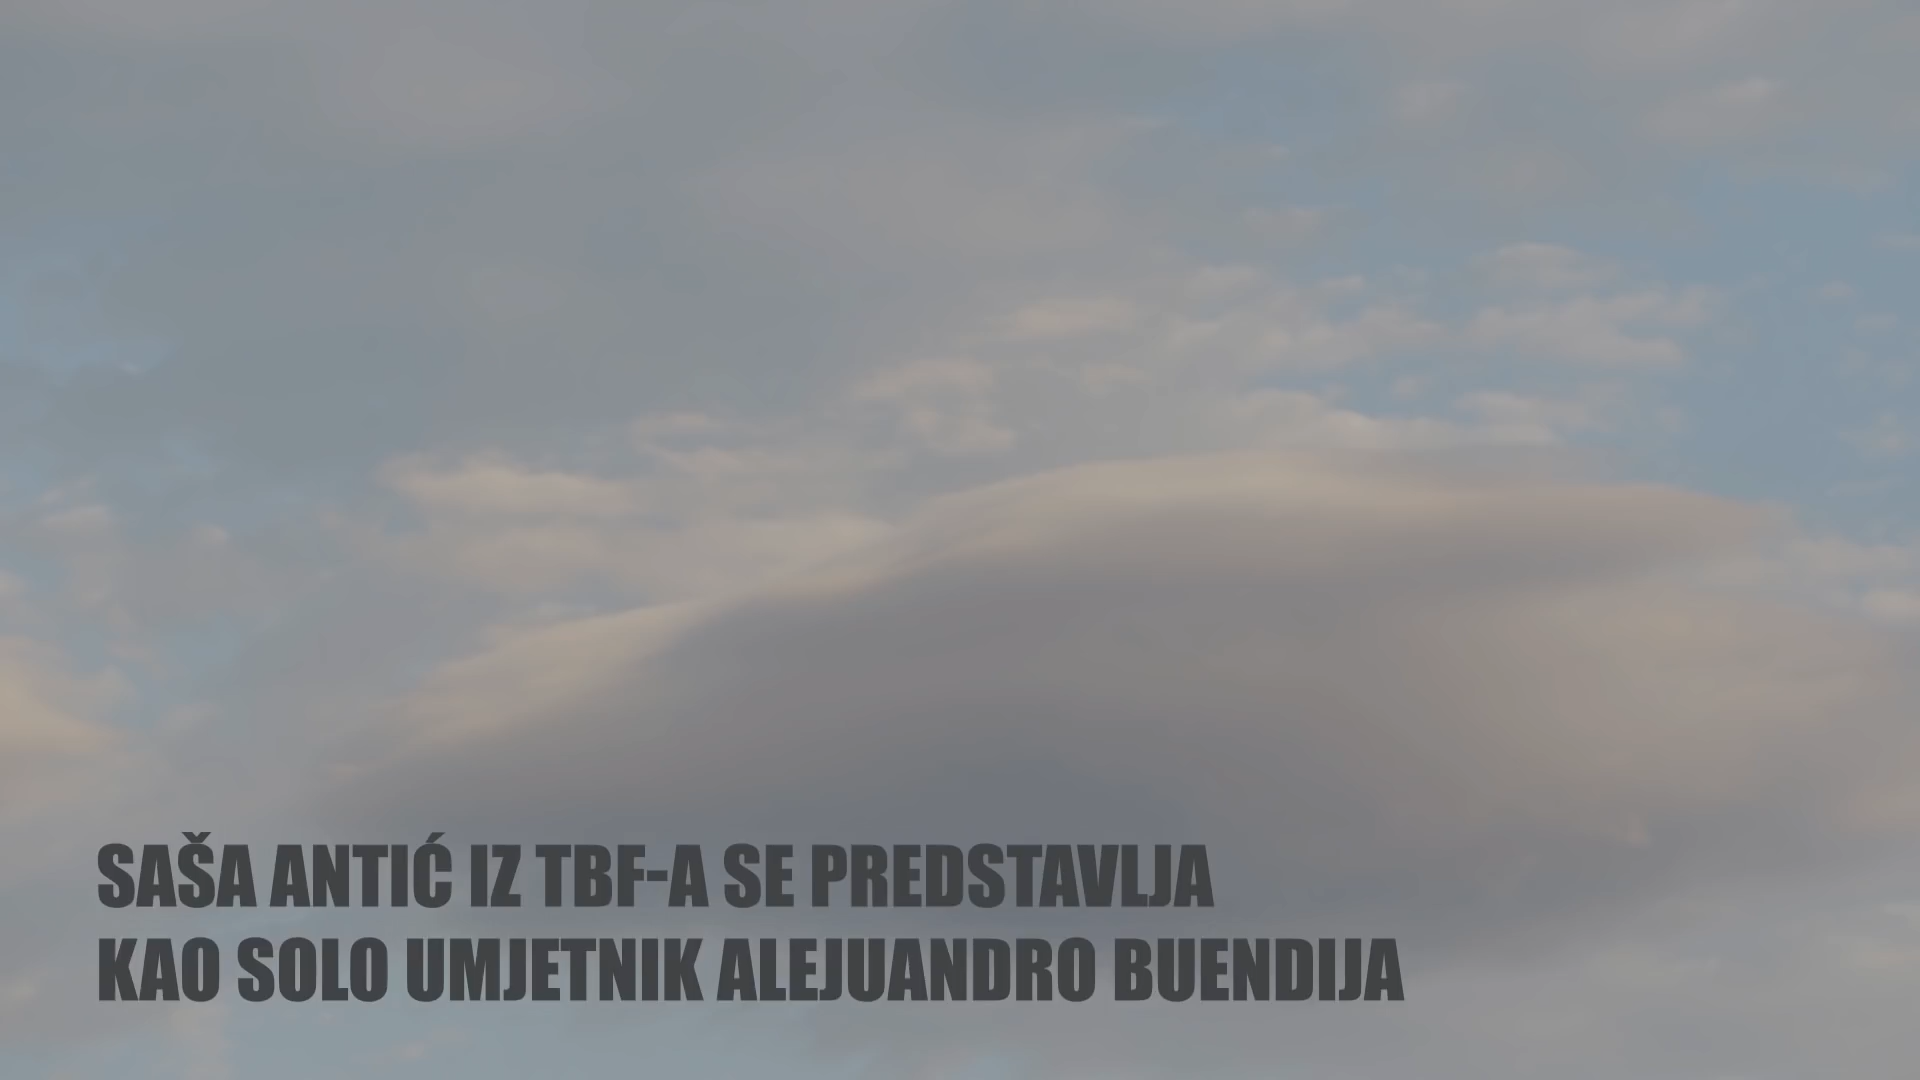 SAŠA ANTIĆ IZ TBF-A SE PREDSTAVLJA
KAO SOLO UMJETNIK ALEJUANDRO BUENDIJA